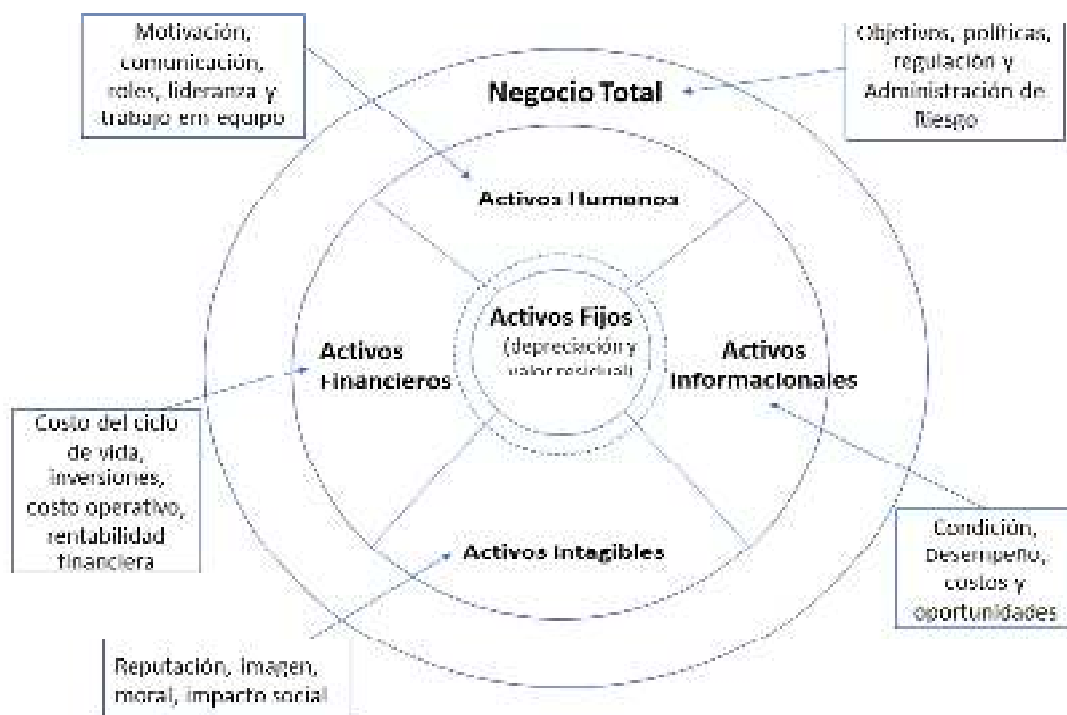 Motivación,
comunicación,
roles, lideranza y
trabajo em equipo
Objetivos, políticas,
regulación y
Administración de
Riesgo
Negocio Total
Activos Humanos
Activos Fijos
(depreciación y
valor residual)
Activos
Financieros
Activos
Informacionales
Costo del ciclo
de vida,
inversiones,
costo operativo,
rentabilidad
financiera
Activos Intagibles
Condición,
Desempeño,
costos y
oportunidades
Reputación, imagen,
moral, impacto social